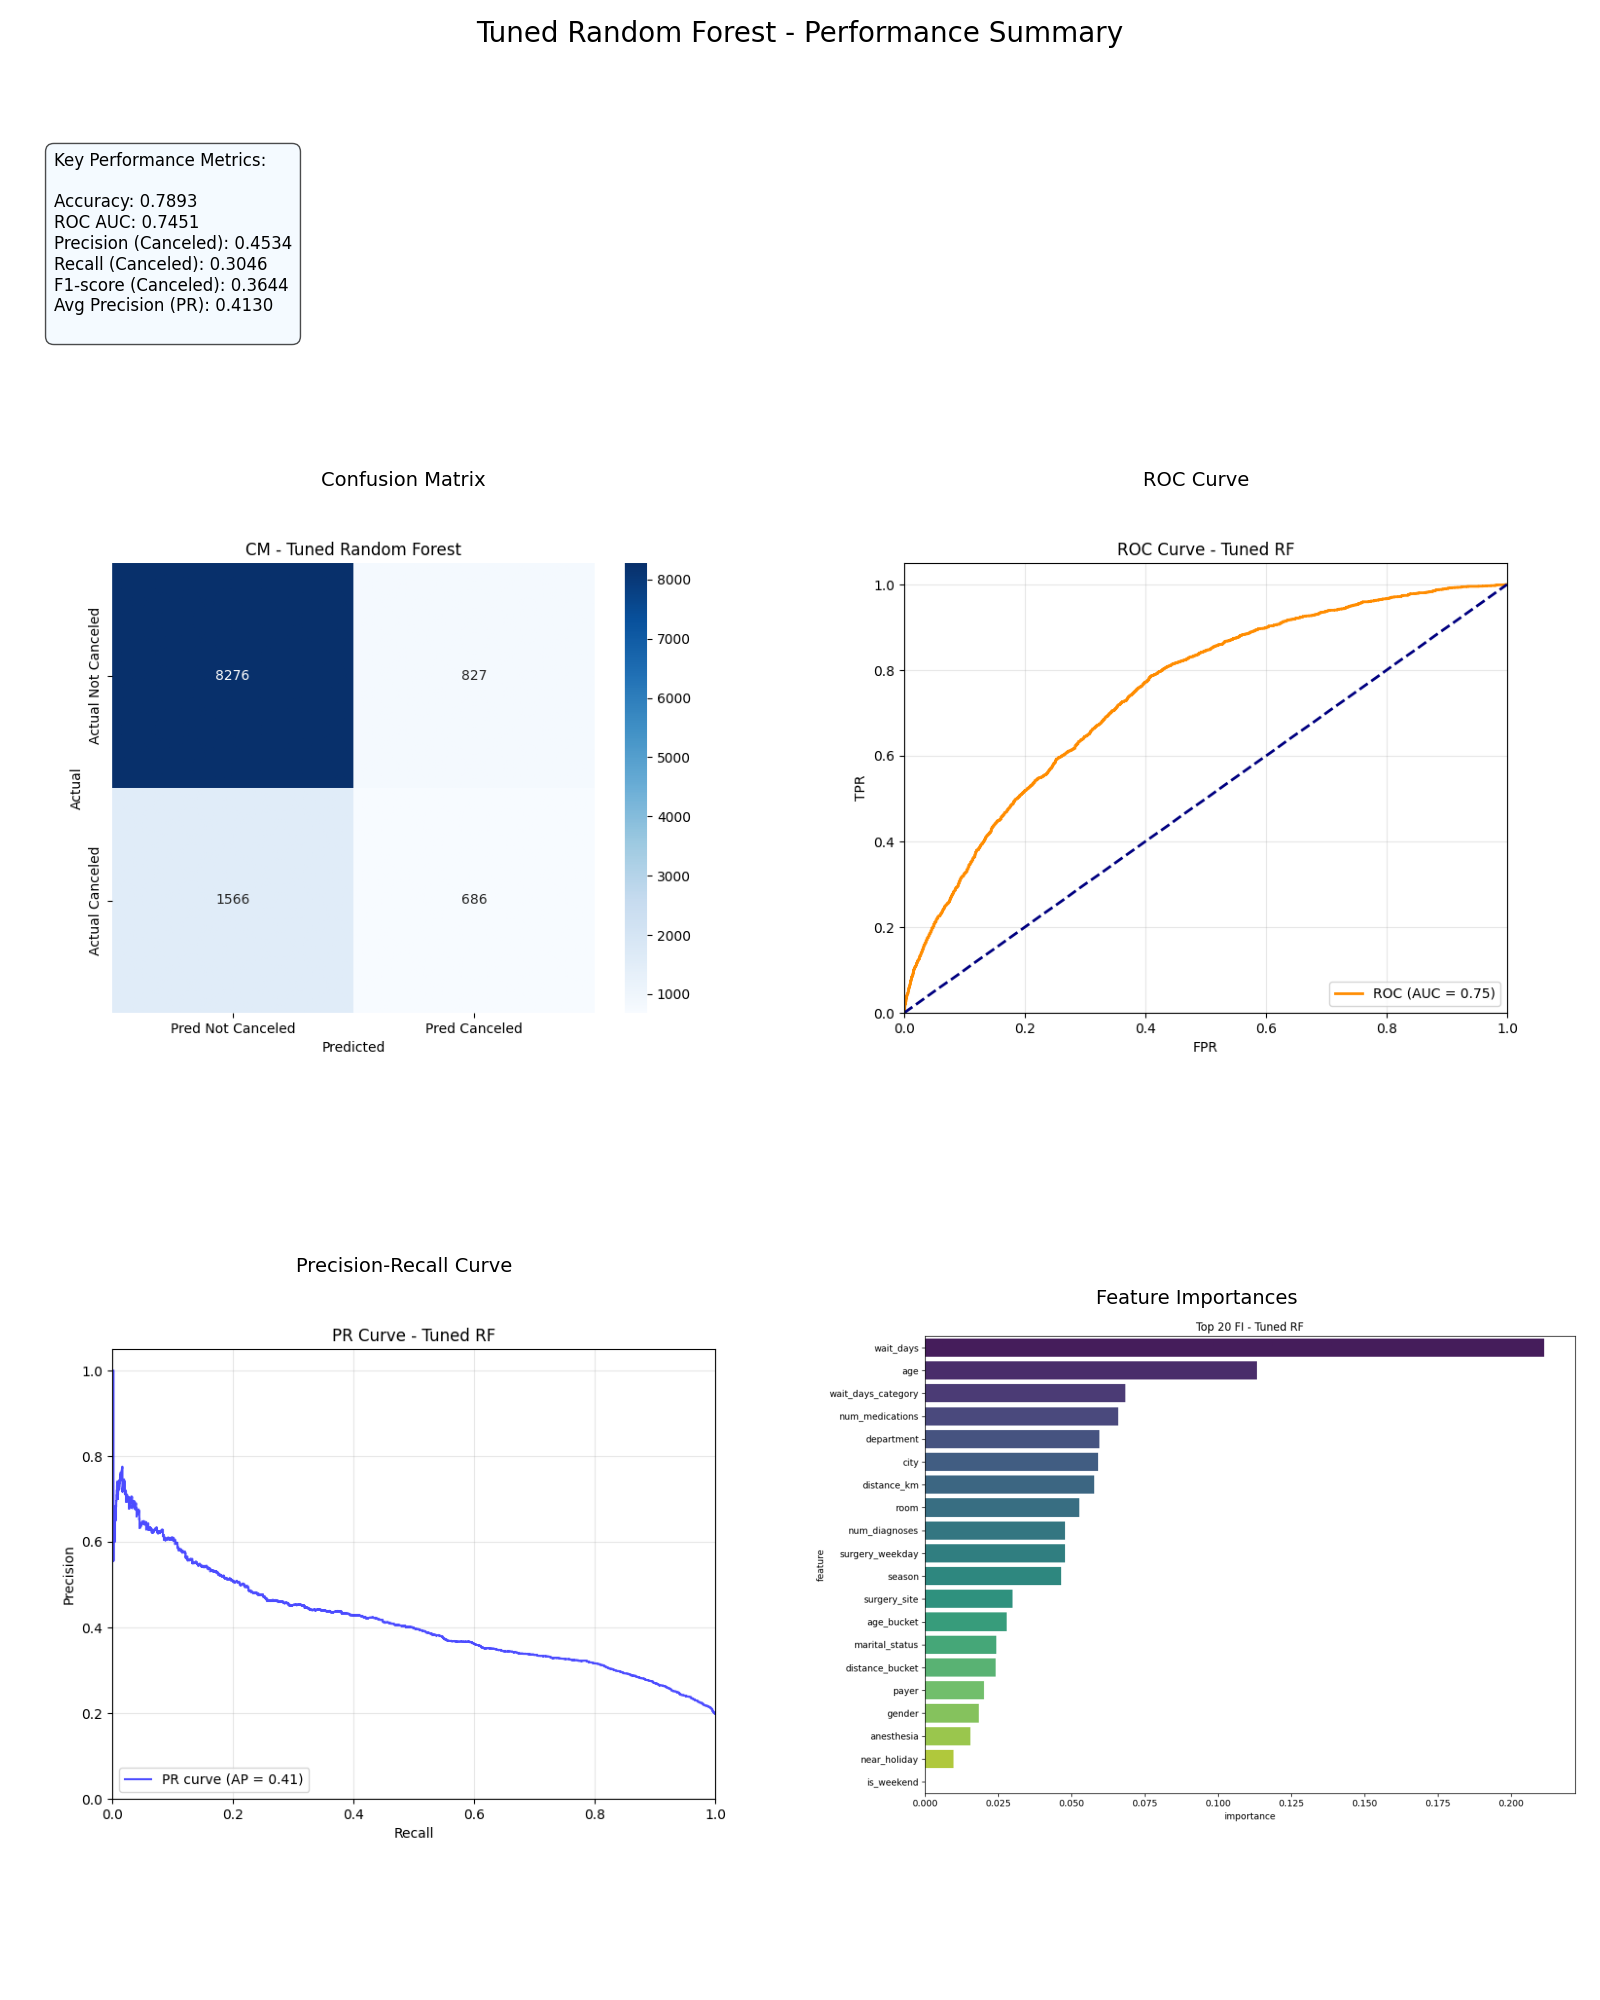 Tuned Random Forest - Performance Summary
Key Performance Metrics:
Accuracy: 0.7893
ROC AUC: 0.7451
Precision (Canceled): 0.4534
Recall (Canceled): 0.3046
F1-score (Canceled): 0.3644
Avg Precision (PR): 0.4130
Confusion Matrix
CM - Tuned Random Forest
Actual
Actual Not Canceled
Actual Canceled
8276
827
1566
686
Pred Not Canceled
Pred Canceled
Predicted
8000
7000
6000
5000
4000
3000
2000
1000
ROC Curve
ROC Curve - Tuned RF
TPR
1.0
0.8
0.6
0.4
0.2
0.0
0.0
0.2
0.4
0.6
0.8
1.0
FPR
ROC (AUC = 0.75)
Precision-Recall Curve
PR Curve - Tuned RF
Precision
1.0
0.8
0.6
0.4
0.2
0.0
0.0
0.2
0.4
0.6
0.8
1.0
Recall
PR curve (AP = 0.41)
Feature Importances
Top 20 FI - Tuned RF
feature
wait_days
age
wait_days_category
num_medications
department
city
distance_km
room
num_diagnoses
surgery_weekday
season
surgery_site
age_bucket
marital_status
distance_bucket
payer
gender
anesthesia
near_holiday
is_weekend
0.000
0.025
0.050
0.075
0.100
0.125
0.150
0.175
0.200
importance